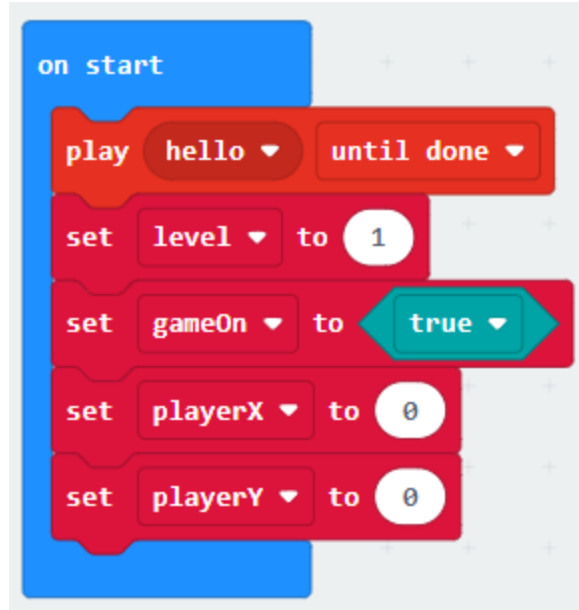 on start
play hello until done
set level to 1
set gameOn to true
set playerX to 0
set playerY to 0